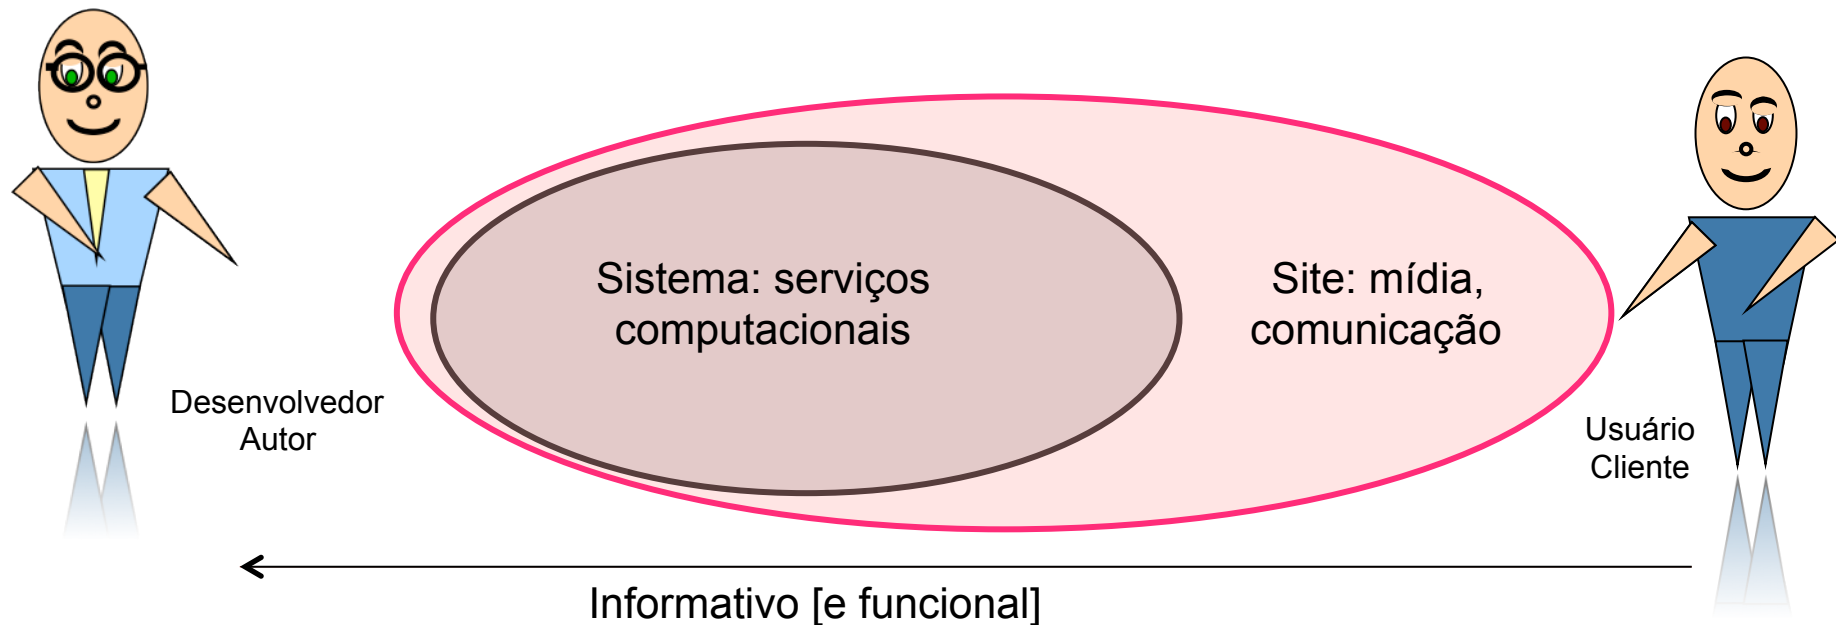 Sistema: serviços
computacionais
Site: mídia,
comunicação
Desenvolvedor
Autor
Usuário
Cliente
Informativo [e funcional]